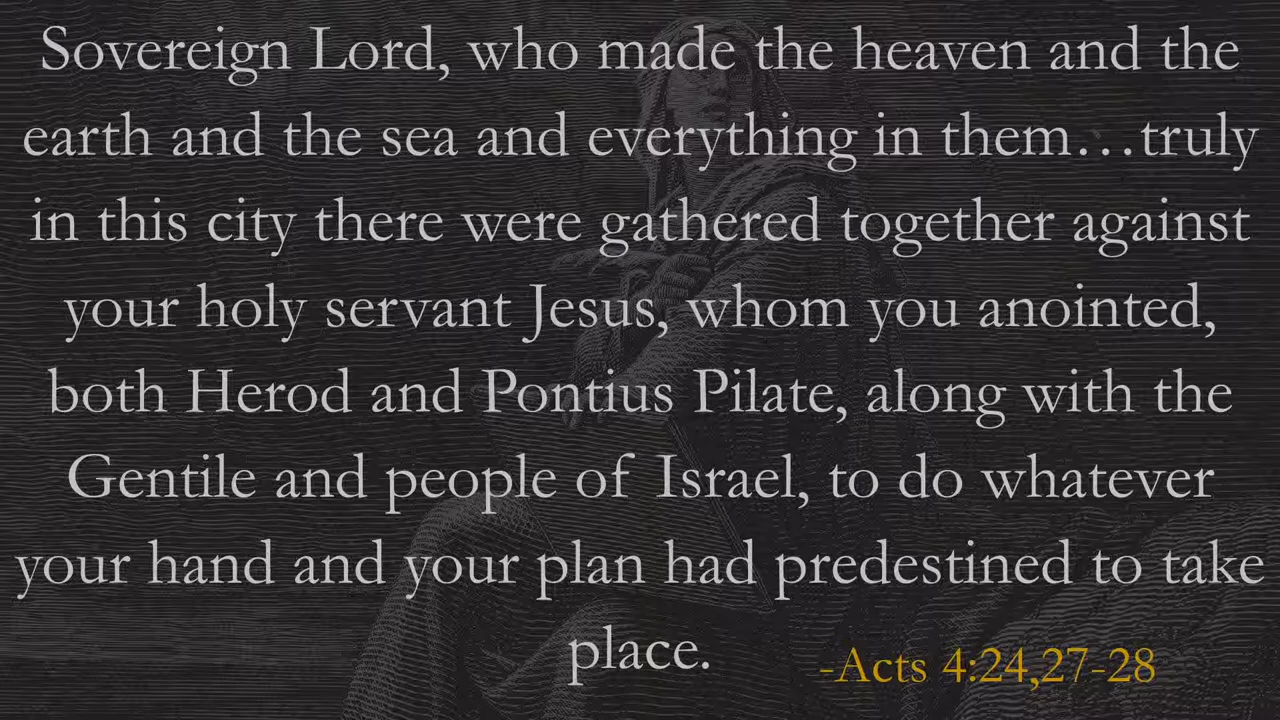 Sovereign Lord, who made the heaven and the
earth and the sea and everything in them…truly
in this city there were gathered together against
your holy servant Jesus, whom you anointed,
both Herod and Pontius Pilate, along with the
Gentile and people of Israel, to do whatever
your hand and your plan had predestined to take
place.
-Acts 4:24,27-28